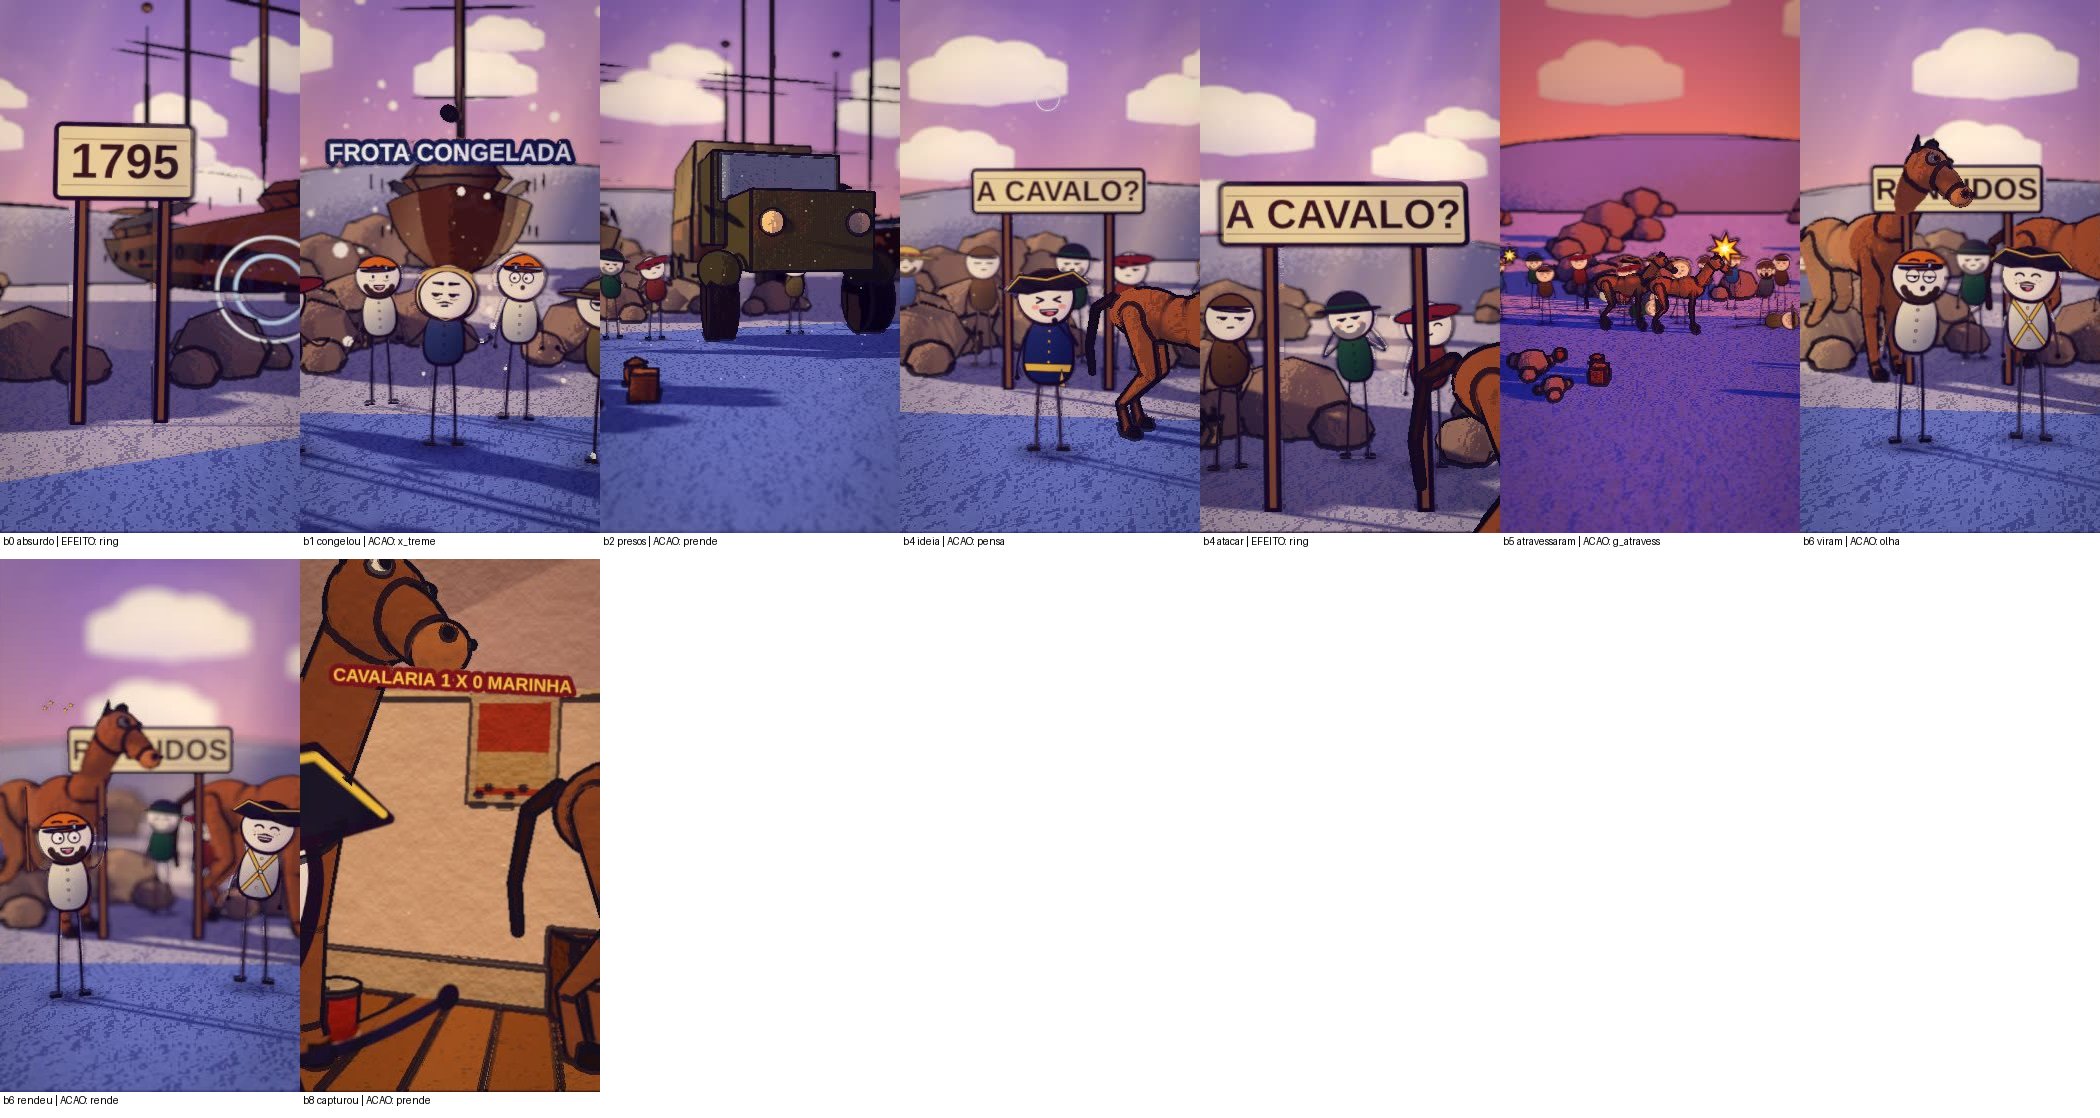 1795
FROTA CONGELADA
A CAVALO?
A CAVALO?
b0 absurdo | EFEITO: ring
b1 congelou | ACAO: x_treme
b2 presos | ACAO: prende
b4 ideia | ACAO: pensa
b4 atacar | EFEITO: ring
b5 atravessaram | ACAO: g_atravess
b6 viram | ACAO: olha
CAVALARIA 1 X 0 MARINHA
b6 rendeu | ACAO: rende
b8 capturou | ACAO: prende